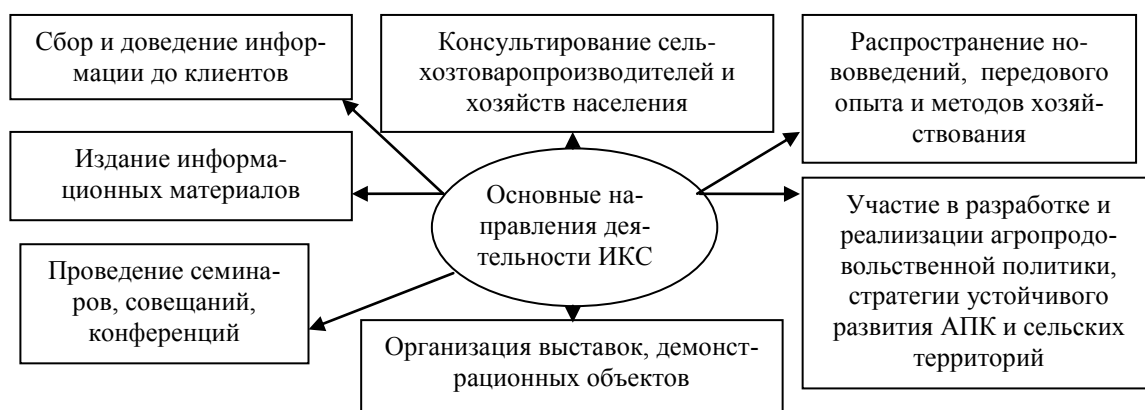 Сбор и доведение инфор-
мации до клиентов
Консультирование сель-
хозтоваропроизводителей и
хозяйств населения
Распространение но-
вовведений, передового
опыта и методов хозяй-
ствования
Издание информа-
ционных материалов
Основные на-
правления дея-
тельности ИКС
Участие в разработке и
реалиизации агропродо-
вольственной политики,
стратегии устойчивого
развития АПК и сельских
территорий
Проведение семина-
ров, совещаний,
конференций
Организация выставок, демонст-
рационных объектов